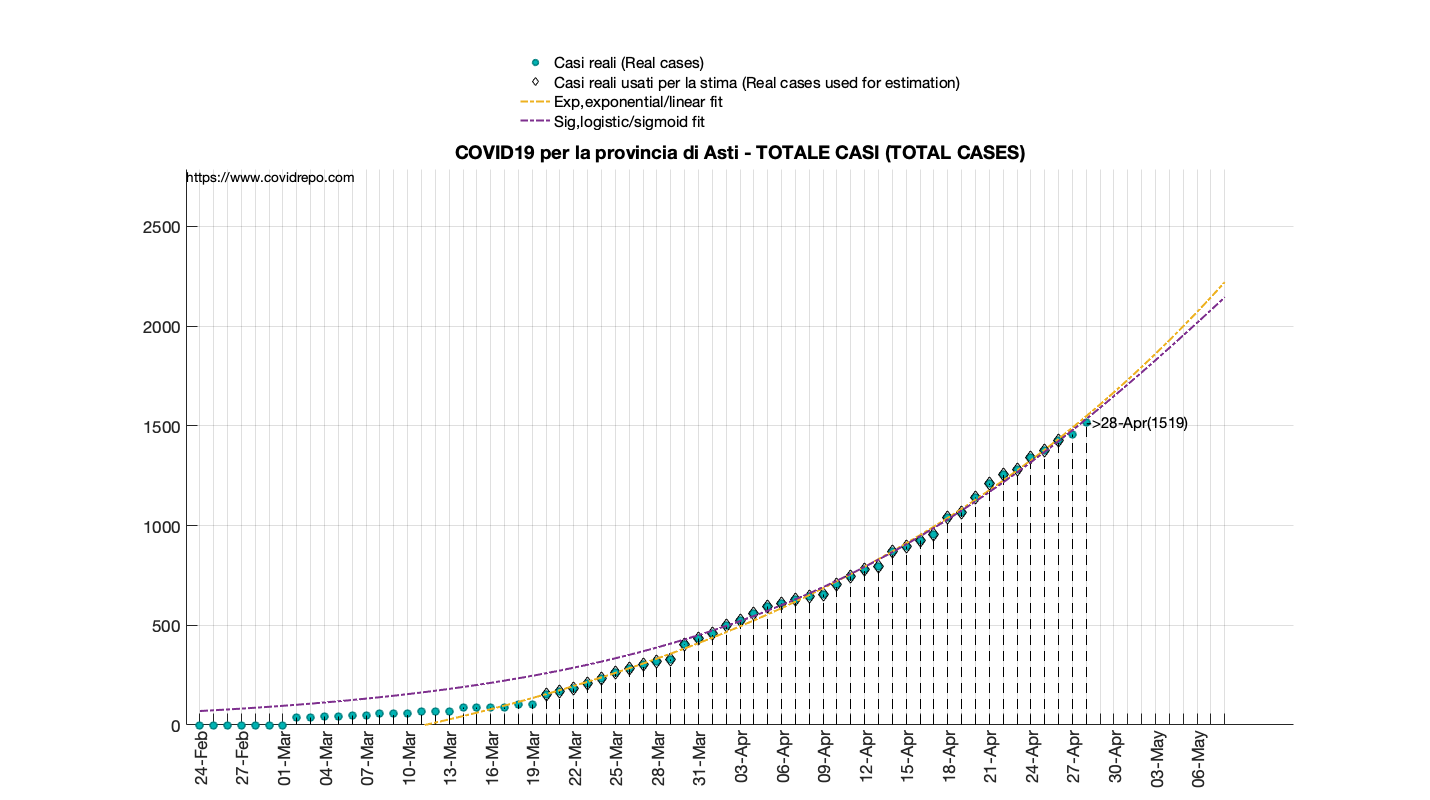 Casi reali (Real cases)
Casi reali usati per la stima (Real cases used for estimation)
Exp,exponential/linear fit
Sig,logistic/sigmoid fit
COVID19 per la provincia di Asti - TOTALE CASI (TOTAL CASES)
https://www.covidrepo.com
2500
2000
1500
1000
500
0
>28-Apr(1519)
24-Feb
27-Feb
01-Mar
04-Mar
07-Mar
10-Mar
13-Mar
16-Mar
19-Mar
22-Mar
25-Mar
28-Mar
31-Mar
03-Apr
06-Apr
09-Apr
12-Apr
15-Apr
18-Apr
21-Apr
24-Apr
27-Apr
30-Apr
03-May
06-May